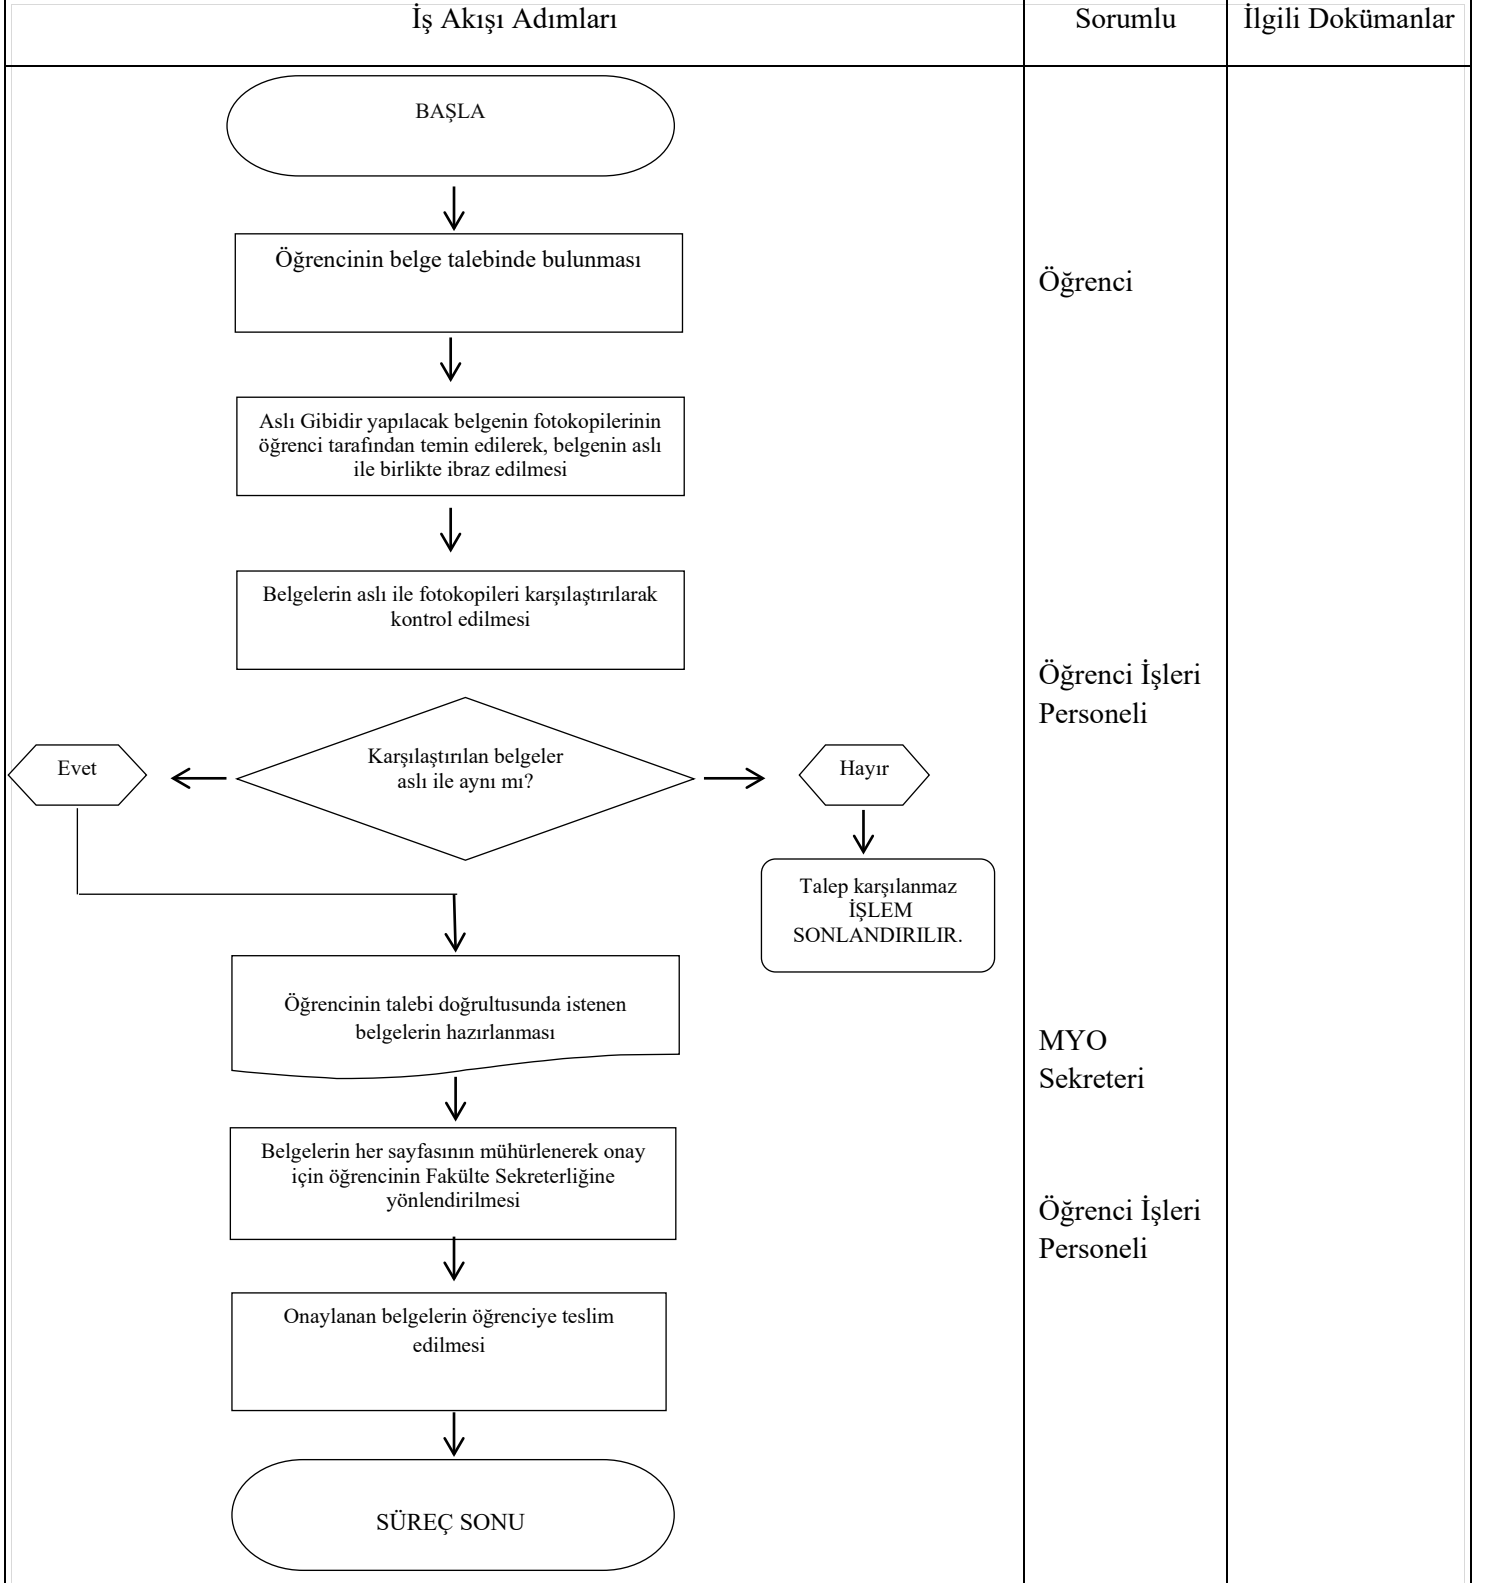 İş Akışı Adımları
Sorumlu
İlgili Dokümanlar
BAŞLA
Öğrencinin belge talebinde bulunması
Öğrenci
Aslı Gibidir yapılacak belgenin fotokopilerinin
öğrenci tarafından temin edilerek, belgenin aslı
ile birlikte ibraz edilmesi
Belgelerin aslı ile fotokopileri karşılaştırılarak
kontrol edilmesi
Öğrenci İşleri
Personeli
Karşılaştırılan belgeler
aslı ile aynı mı?
Evet
Hayır
Talep karşılanmaz
İŞLEM
SONLANDIRILIR.
Öğrencinin talebi doğrultusunda istenen
belgelerin hazırlanması
MYO
Sekreteri
Belgelerin her sayfasının mühürlenerek onay
için öğrencinin Fakülte Sekreterliğine
yönlendirilmesi
Öğrenci İşleri
Personeli
Onaylanan belgelerin öğrenciye teslim
edilmesi
SÜREÇ SONU